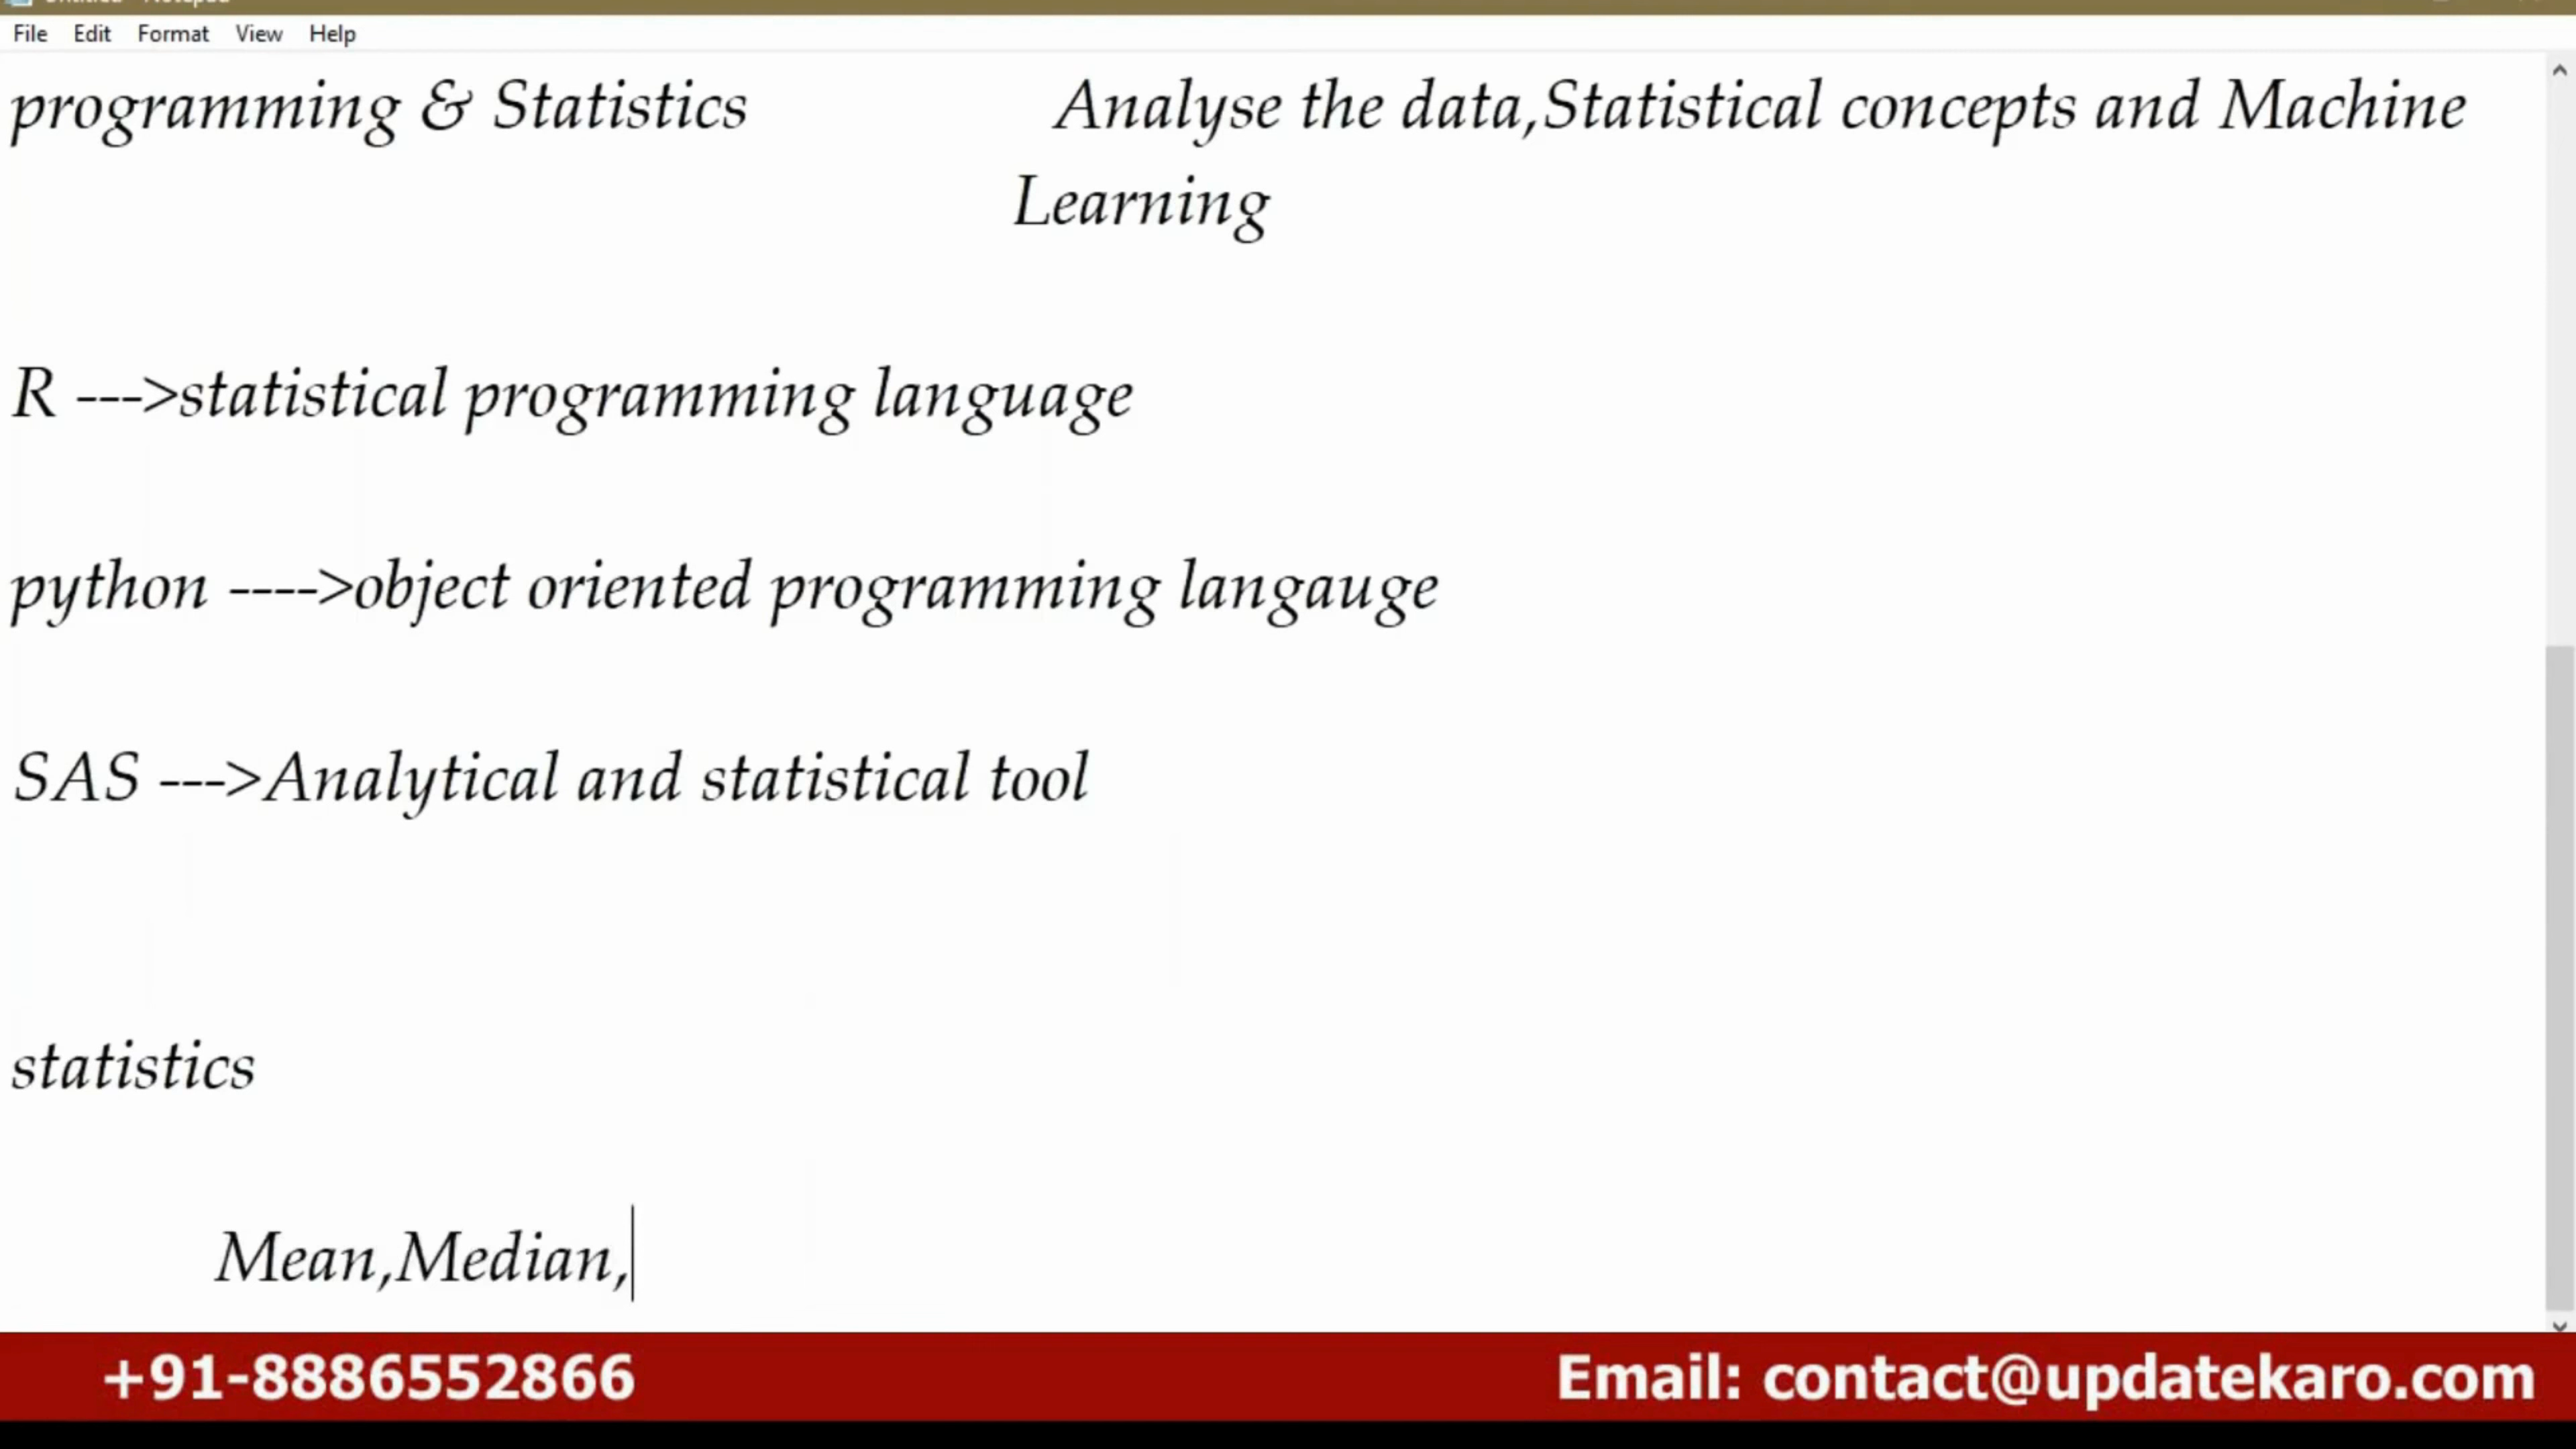 File Edit Format View Help
programming & Statistics Analyse the data,Statistical concepts and Machine
Learning
R --->statistical programming language
python ---->object oriented programming langauge
SAS --->Analytical and statistical tool
statistics
Mean,Median,
+91-8886552866 Email: contact@updatekaro.com